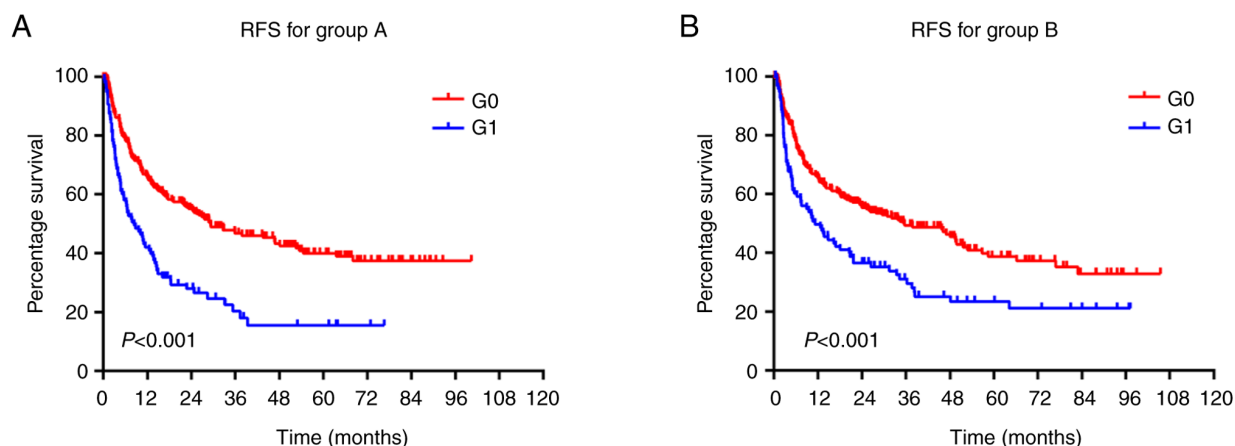 A
RFS for group A
100
80
60
40
20
0
Percentage survival
G0
G1
P<0.001
0 12 24 36 48 60 72 84 96 108 120
Time (months)
B
RFS for group B
100
80
60
40
20
0
Percentage survival
G0
G1
P<0.001
0 12 24 36 48 60 72 84 96 108 120
Time (months)